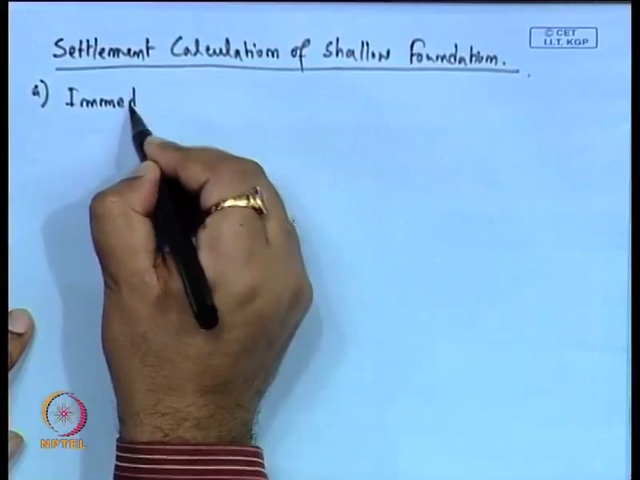 © CET
I.I.T. KGP
Settlement Calculation of Shallow Foundation.
a) Immed
NPTEL